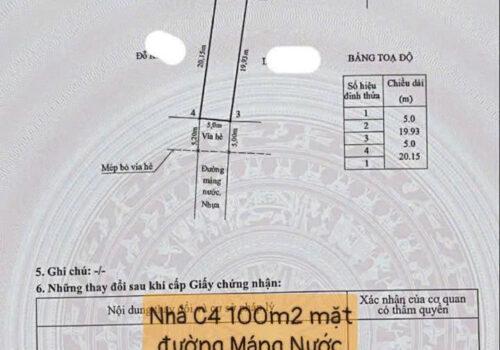 Đỗ
20,15m
19,93m
BẢNG TOẠ ĐỘ
Số hiệu đỉnh thửa
Chiều dài (m)
1
5.0
2
19.93
3
5.0
4
20.15
1
4
3
5,0m
Vỉa hè
5,20m
5,00m
Mép bó vỉa hè
Đường
máng
nước,
Nhựa
5. Ghi chú: -/-
6. Những thay đổi sau khi cấp Giấy chứng nhận:
Nội dung
Xác nhận của cơ quan
có thẩm quyền
Nhà C4 100m2 mặt
đường Máng Nước